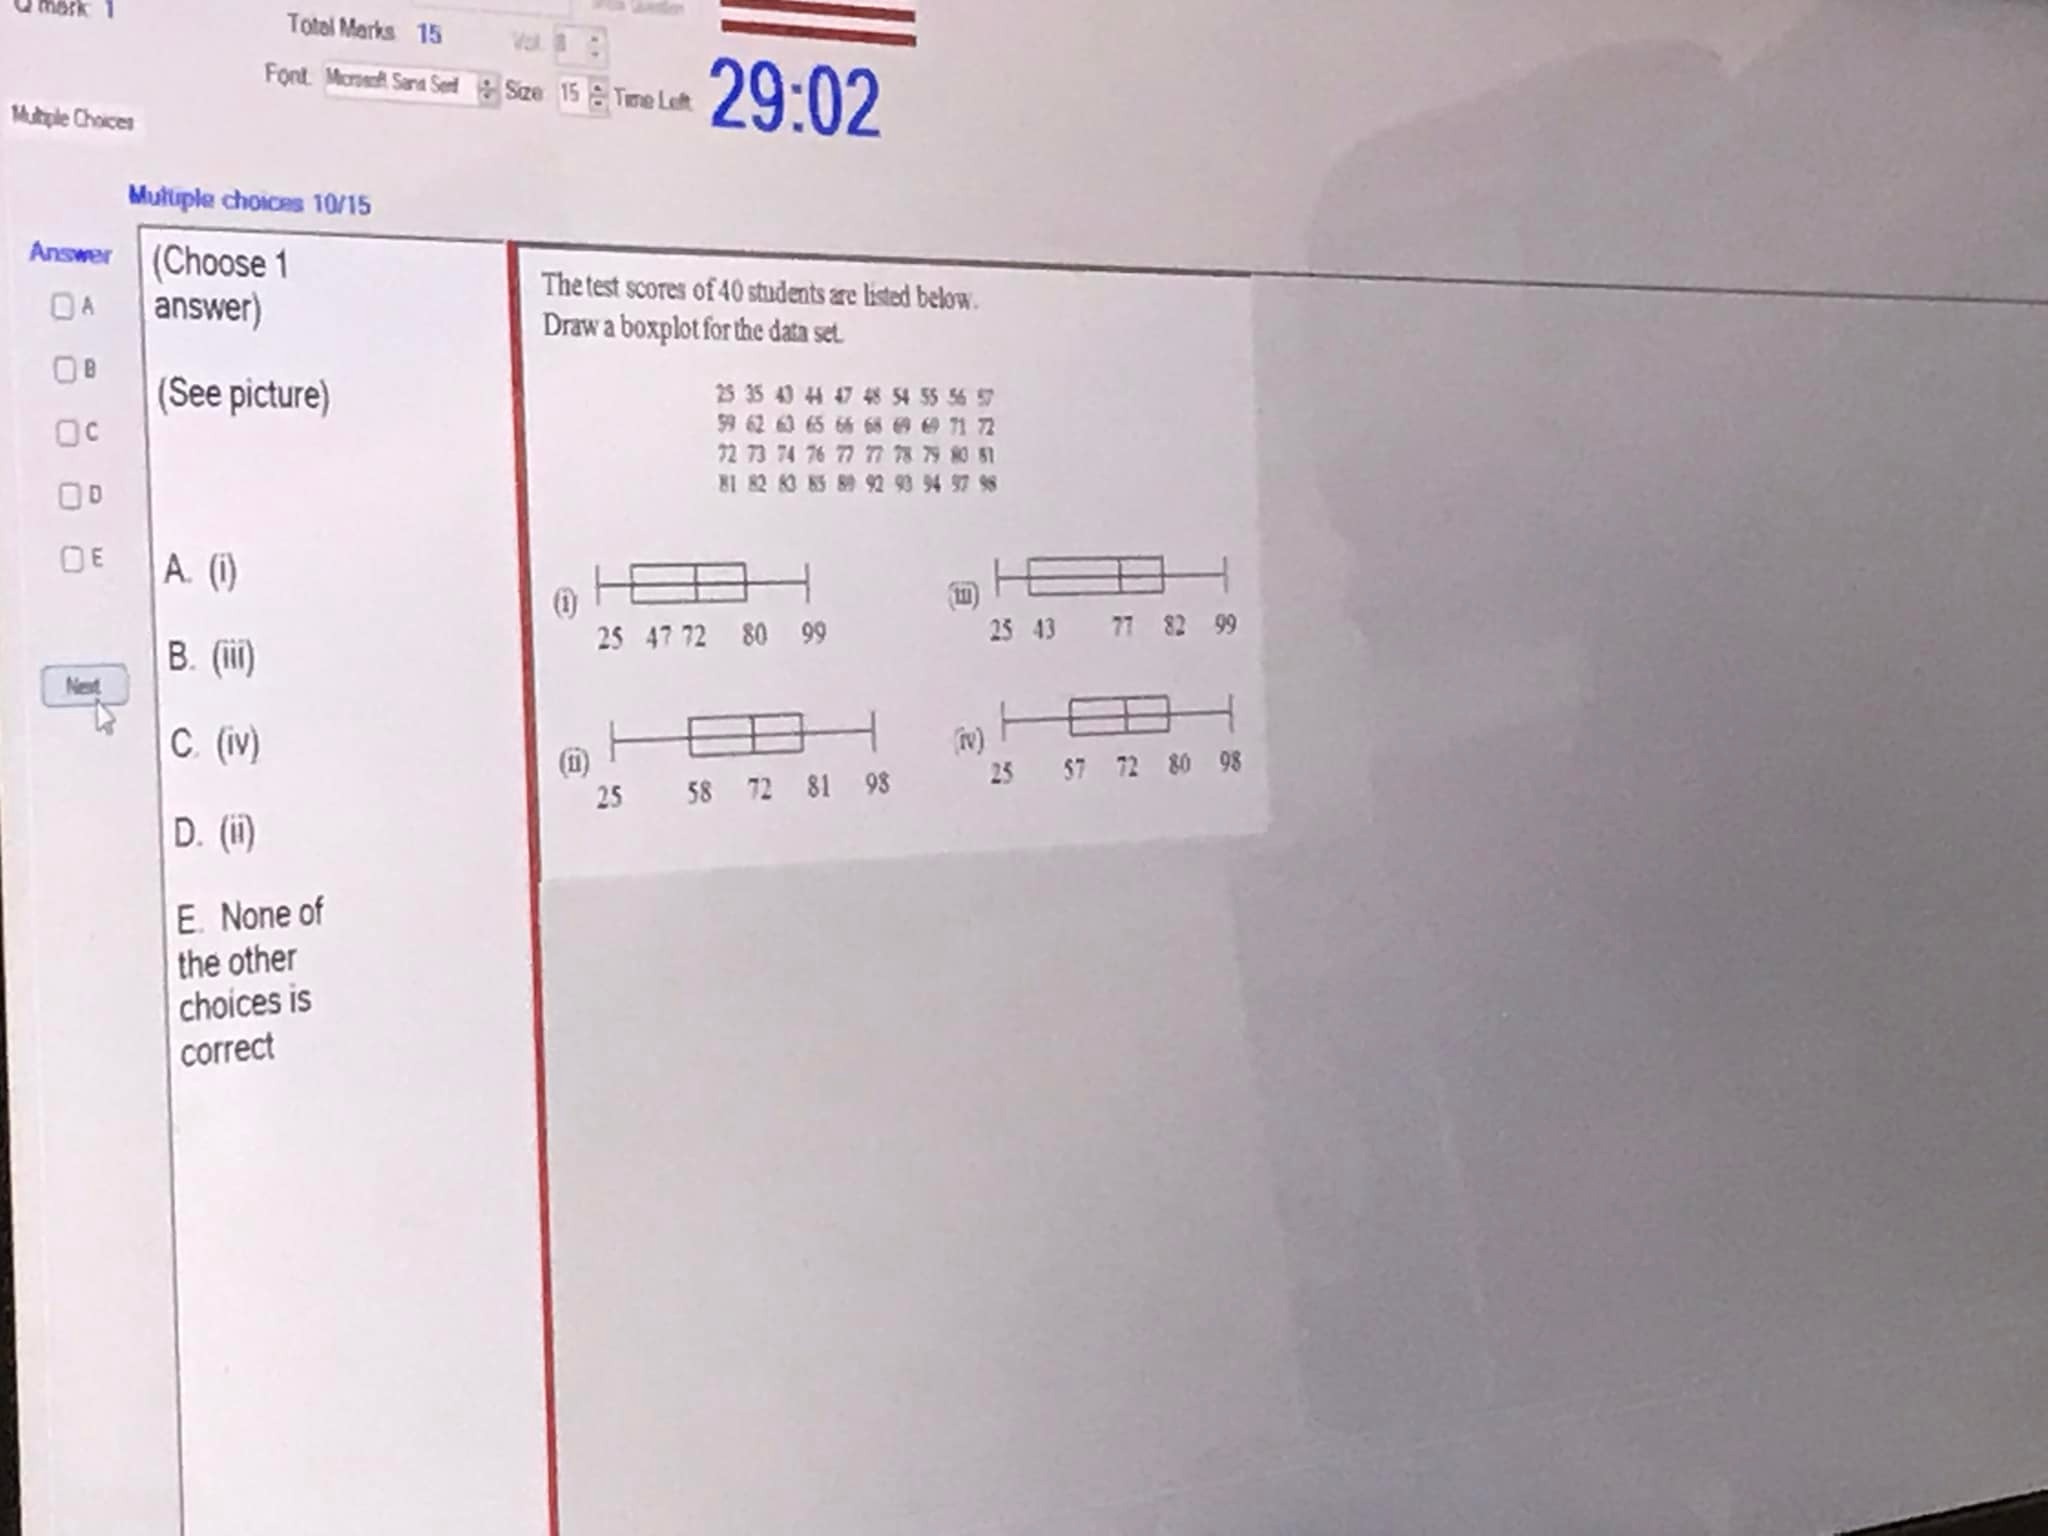 Q mark 1
Total Marks 15
Vol 8
Font Microsoft Sans Serif Size 15 Time Left 29:02
Multiple Choices
Multiple choices 10/15
Answer
A
B
C
D
E
Next
(Choose 1
answer)
(See picture)
A. (i)
B. (iii)
C. (iv)
D. (ii)
E. None of
the other
choices is
correct
The test scores of 40 students are listed below.
Draw a boxplot for the data set.
25 35 43 44 47 48 54 55 56 57
59 62 63 65 66 68 69 69 71 72
72 73 74 76 77 77 78 79 80 81
81 82 83 85 89 92 93 94 97 98
(i)
25 47 72 80 99
(iii)
25 43 77 82 99
(ii)
25 58 72 81 98
(iv)
25 57 72 80 98